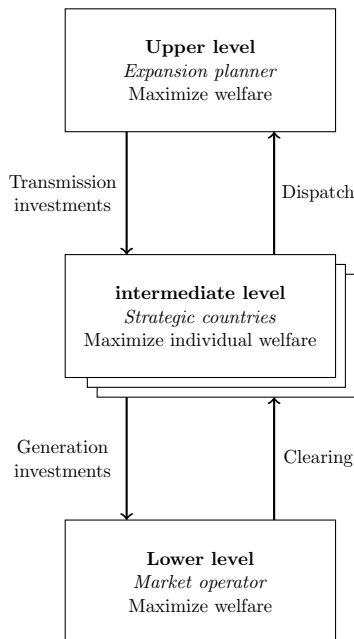 Upper level
Expansion planner
Maximize welfare
Transmission
investments
Dispatch
intermediate level
Strategic countries
Maximize individual welfare
Generation
investments
Clearing
Lower level
Market operator
Maximize welfare